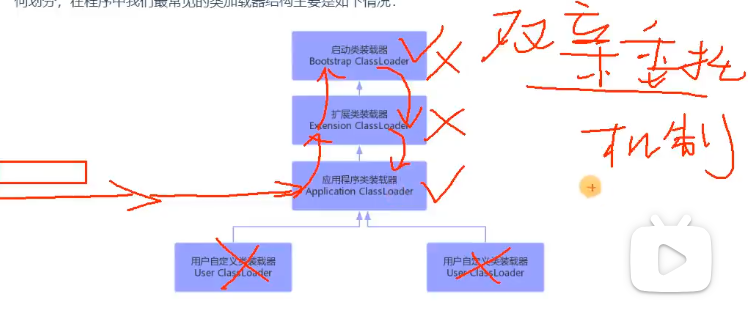 何划分，在程序中我们最常见的类加载器结构主要是如下情况：
启动类装载器
Bootstrap ClassLoader
双亲委托
机制
扩展类装载器
Extension ClassLoader
应用程序类装载器
Application ClassLoader
用户自定义类装载器
User ClassLoader
用户自定义类装载器
User ClassLoader